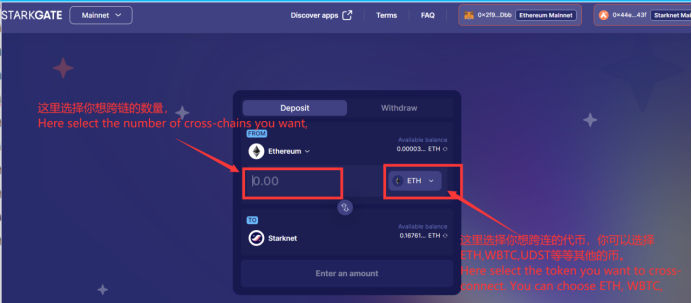 STARKGATE
Mainnet
Discover apps
Terms
FAQ
0×2f9...Dbb Ethereum Mainnet
0×44e...43f Starknet Mai
这里选择你想跨链的数量，
Here select the number of cross-chains you want,
Deposit
Withdraw
FROM
Ethereum
Available balance
0.00003... ETH
0.00
ETH
TO
Starknet
Available balance
0.16761... ETH
Enter an amount
这里选择你想跨连的代币，你可以选择
ETH,WBTC,UDST等等其他的币。
Here select the token you want to cross-
connect. You can choose ETH, WBTC,